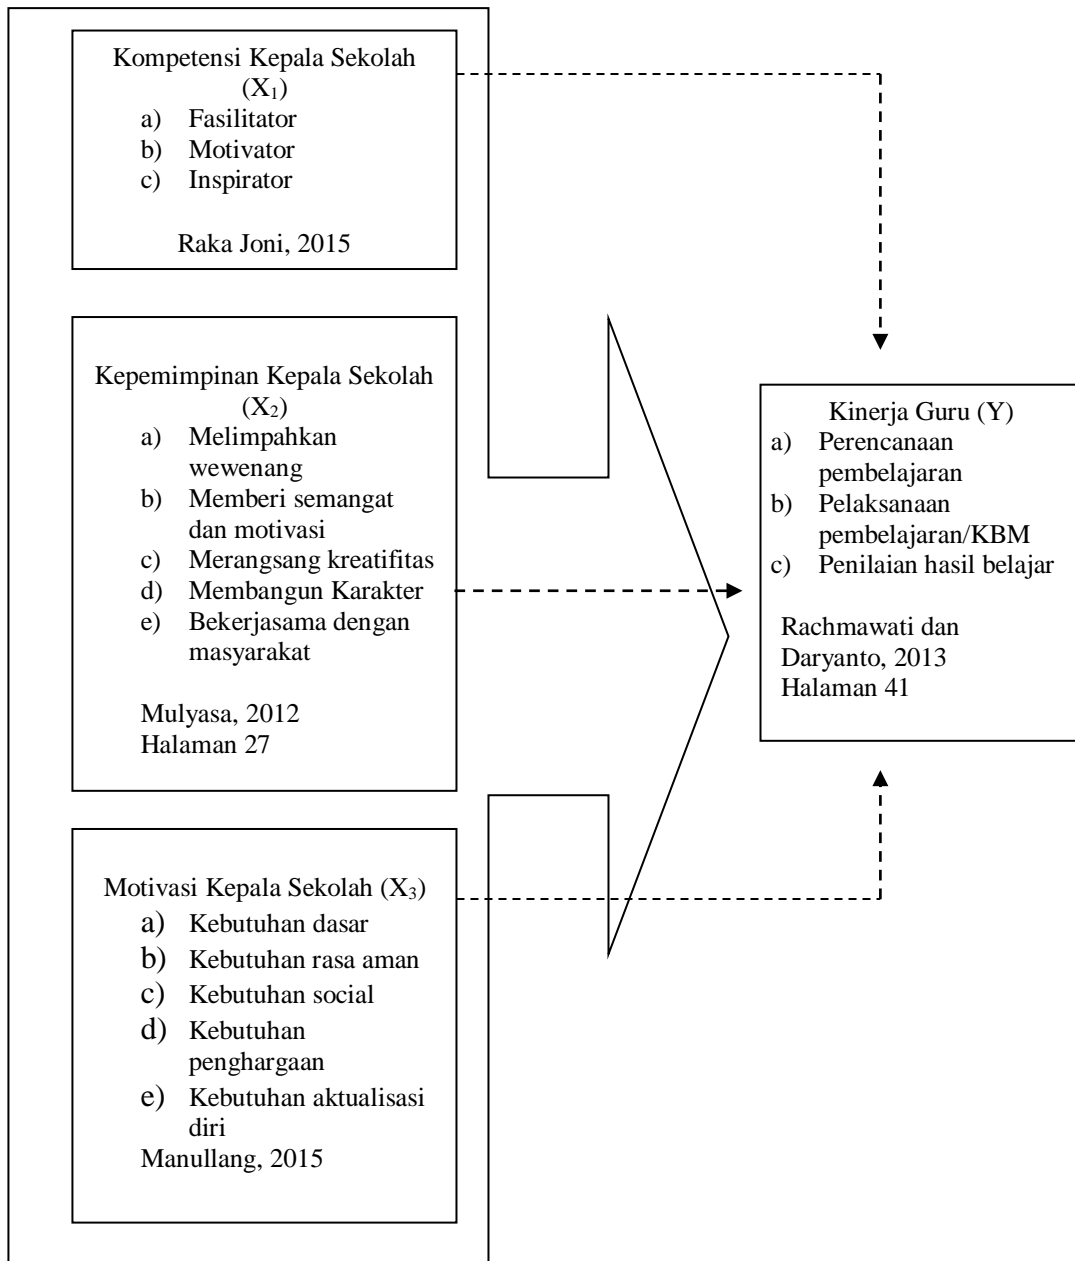 Kompetensi Kepala Sekolah
(X₁)
a) Fasilitator
b) Motivator
c) Inspirator
Raka Joni, 2015
Kepemimpinan Kepala Sekolah
(X₂)
a) Melimpahkan
wewenang
b) Memberi semangat
dan motivasi
c) Merangsang kreatifitas
d) Membangun Karakter
e) Bekerjasama dengan
masyarakat
Mulyasa, 2012
Halaman 27
Motivasi Kepala Sekolah (X₃)
a) Kebutuhan dasar
b) Kebutuhan rasa aman
c) Kebutuhan social
d) Kebutuhan
penghargaan
e) Kebutuhan aktualisasi
diri
Manullang, 2015
Kinerja Guru (Y)
a) Perencanaan
pembelajaran
b) Pelaksanaan
pembelajaran/KBM
c) Penilaian hasil belajar
Rachmawati dan
Daryanto, 2013
Halaman 41